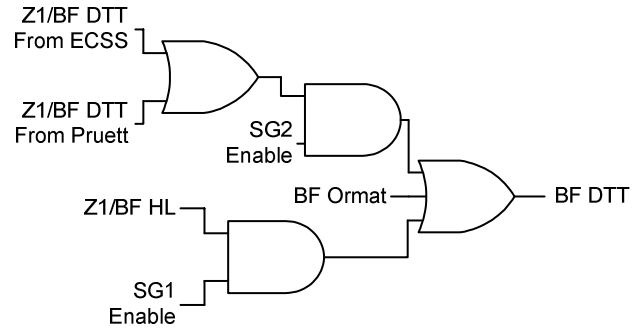 Z1/BF DTT
From ECSS
Z1/BF DTT
From Pruett
SG2
Enable
BF Ormat
BF DTT
Z1/BF HL
SG1
Enable